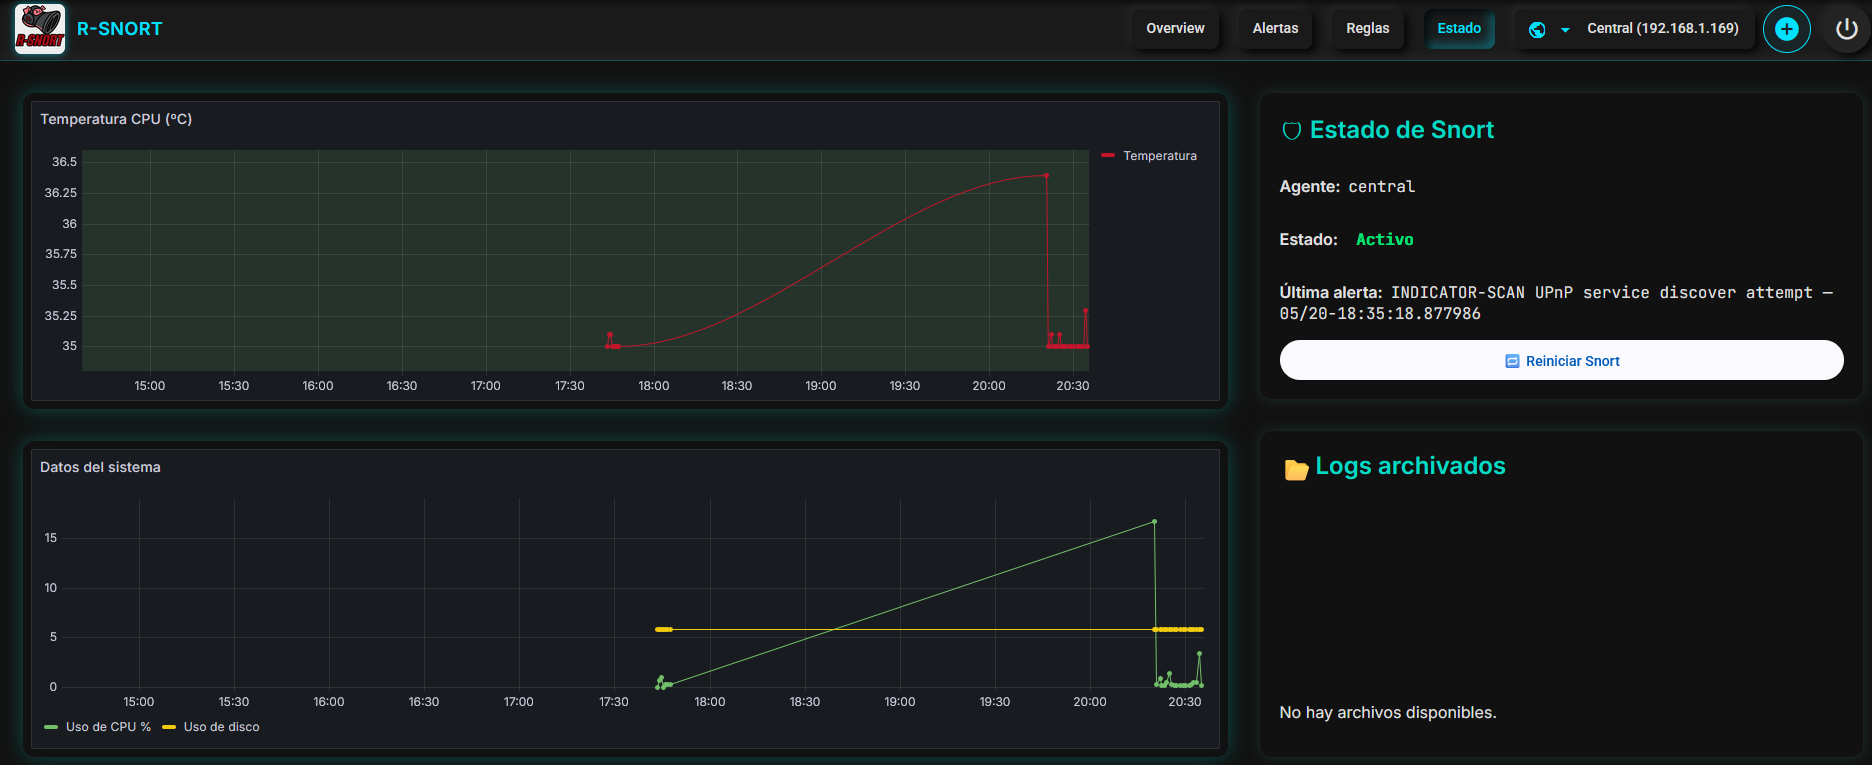 R-SNORT
R-SNORT
Overview
Alertas
Reglas
Estado
Central (192.168.1.169)
Temperatura CPU (ºC)
36.5
36.25
36
35.75
35.5
35.25
35
15:00 15:30 16:00 16:30 17:00 17:30 18:00 18:30 19:00 19:30 20:00 20:30
Temperatura
Estado de Snort
Agente: central
Estado: Activo
Última alerta: INDICATOR-SCAN UPnP service discover attempt —
05/20-18:35:18.877986
Reiniciar Snort
Datos del sistema
15
10
5
0
15:00 15:30 16:00 16:30 17:00 17:30 18:00 18:30 19:00 19:30 20:00 20:30
Uso de CPU % Uso de disco
Logs archivados
No hay archivos disponibles.